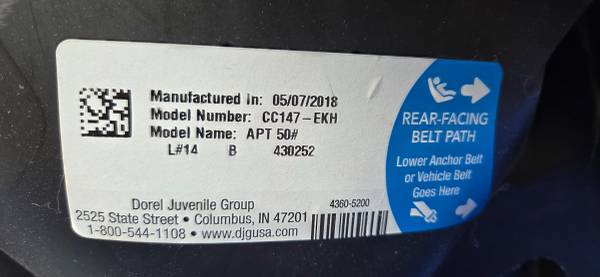 Manufactured In: 05/07/2018
Model Number: CC147-EKH
Model Name: APT 50#
L#14 B 430252
Dorel Juvenile Group
2525 State Street • Columbus, IN 47201
1-800-544-1108 • www.djgusa.com
4360-5200
REAR-FACING
BELT PATH
Lower Anchor Belt
or Vehicle Belt
Goes Here